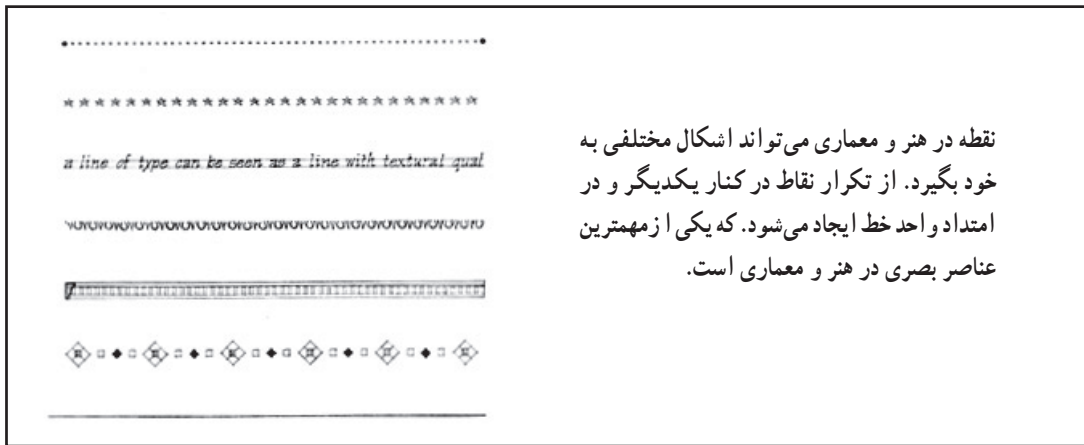 نقطه در هنر و معماری می‌تواند اشکال مختلفی به
خود بگیرد. از تکرار نقاط در کنار یکدیگر و در
امتداد واحد خط ایجاد می‌شود. که یکی ازمهمترین
عناصر بصری در هنر و معماری است.
a line of type can be seen as a line with textural qual